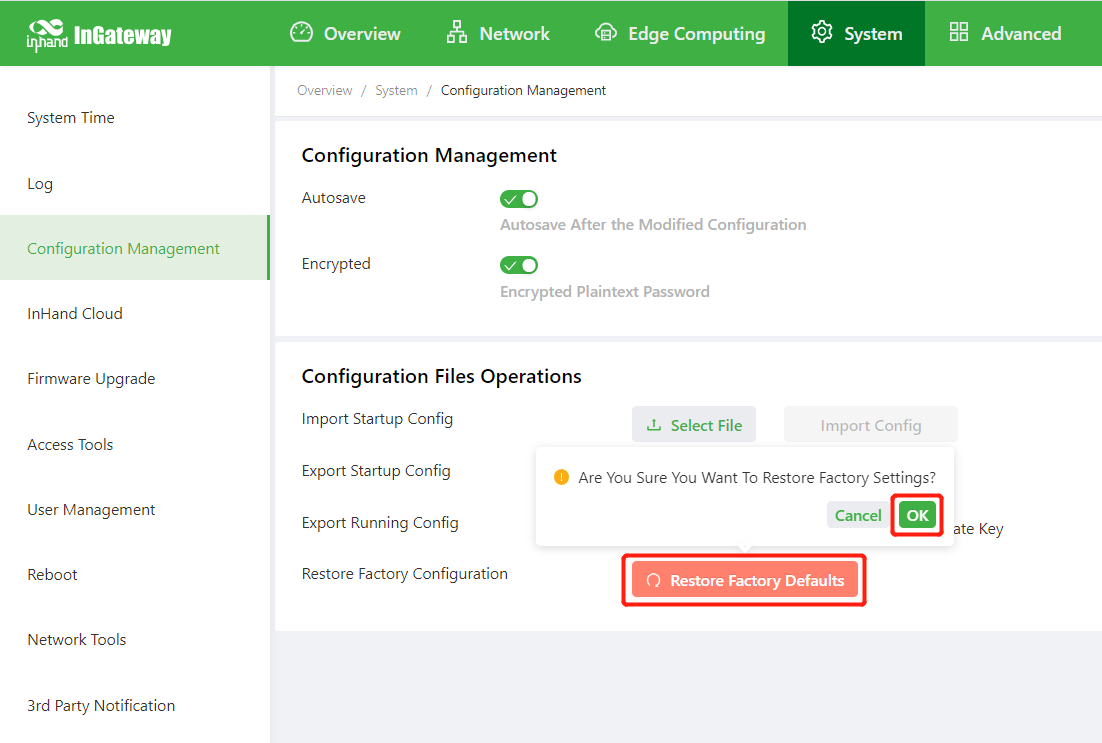 inhand InGateway
Overview
Network
Edge Computing
System
Advanced
System Time
Log
Configuration Management
InHand Cloud
Firmware Upgrade
Access Tools
User Management
Reboot
Network Tools
3rd Party Notification
Overview / System / Configuration Management
Configuration Management
Autosave
Autosave After the Modified Configuration
Encrypted
Encrypted Plaintext Password
Configuration Files Operations
Import Startup Config
Select File
Import Config
Export Startup Config
Are You Sure You Want To Restore Factory Settings?
Cancel
OK
Export Running Config
ate Key
Restore Factory Configuration
Restore Factory Defaults